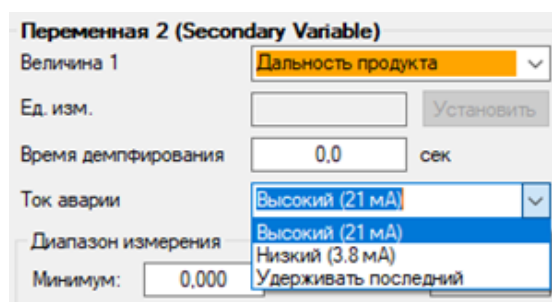 Переменная 2 (Secondary Variable)
Величина 1 Дальность продукта
Ед. изм. Установить
Время демпфирования 0,0 сек
Ток аварии Высокий (21 мА)
Высокий (21 мА)
Диапазон измерения
Низкий (3.8 мА)
Минимум: 0,000 Удерживать последний